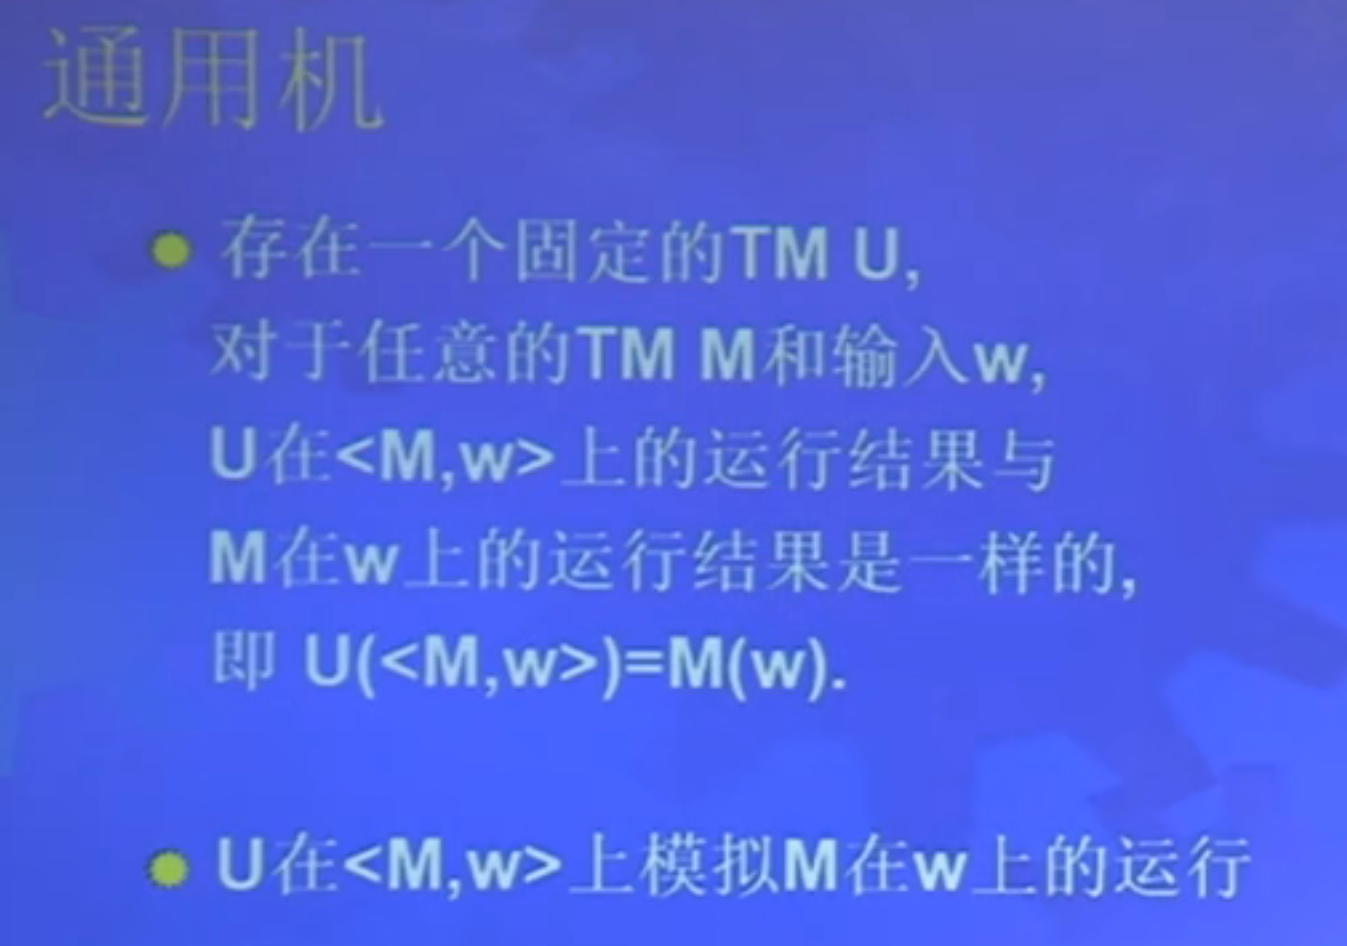 通用机
存在一个固定的TM U,
对于任意的TM M和输入w,
U在<M,w>上的运行结果与
M在w上的运行结果是一样的,
即 U(<M,w>)=M(w).
U在<M,w>上模拟M在w上的运行